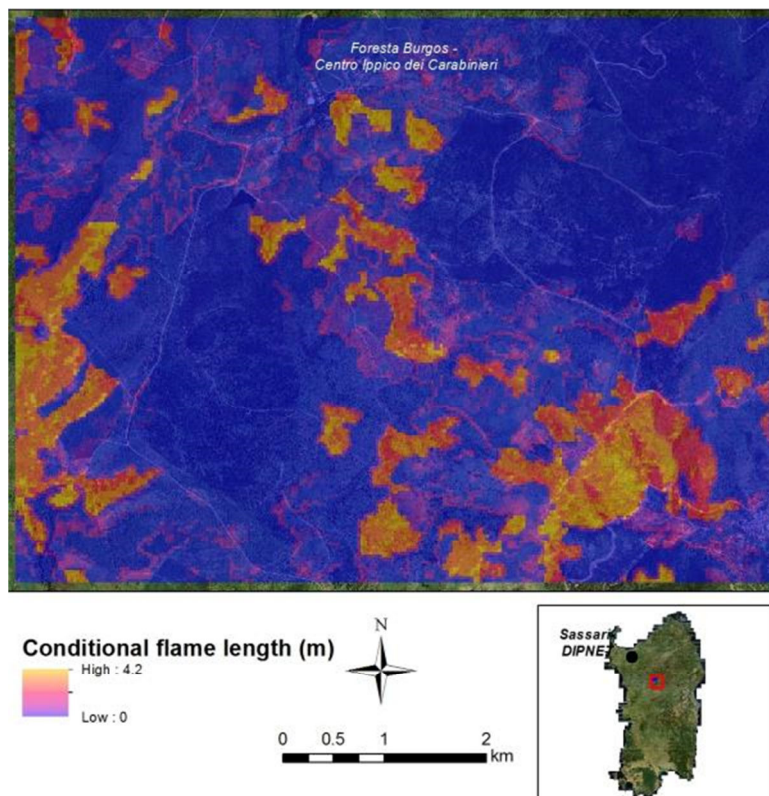 Foresta Burgos -
Centro Ippico dei Carabinieri
Conditional flame length (m)
High : 4.2
Low : 0
N
0 0.5 1 2
km
Sassari
DIPNET